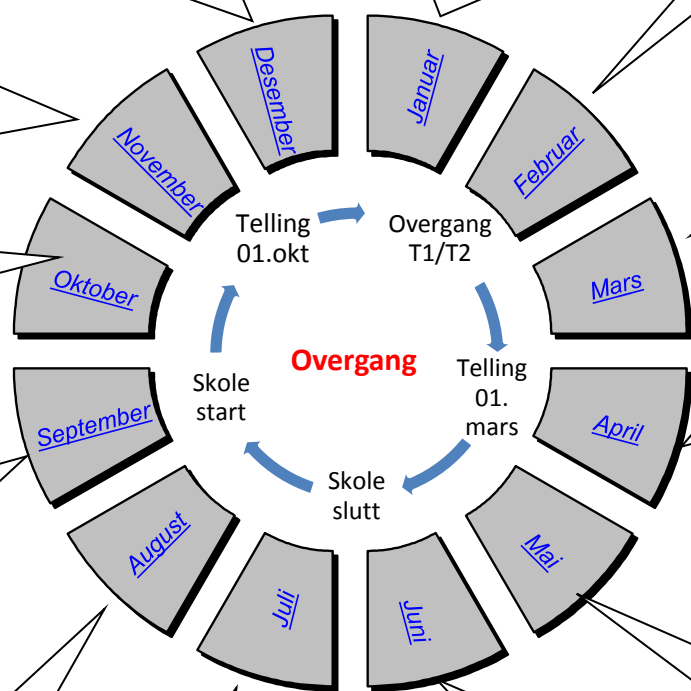 Januar
Februar
Mars
April
Mai
Juni
Juli
August
September
Oktober
November
Desember
Telling
01.okt
Overgang
T1/T2
Telling
01.
mars
Skole
slutt
Skole
start
Overgang